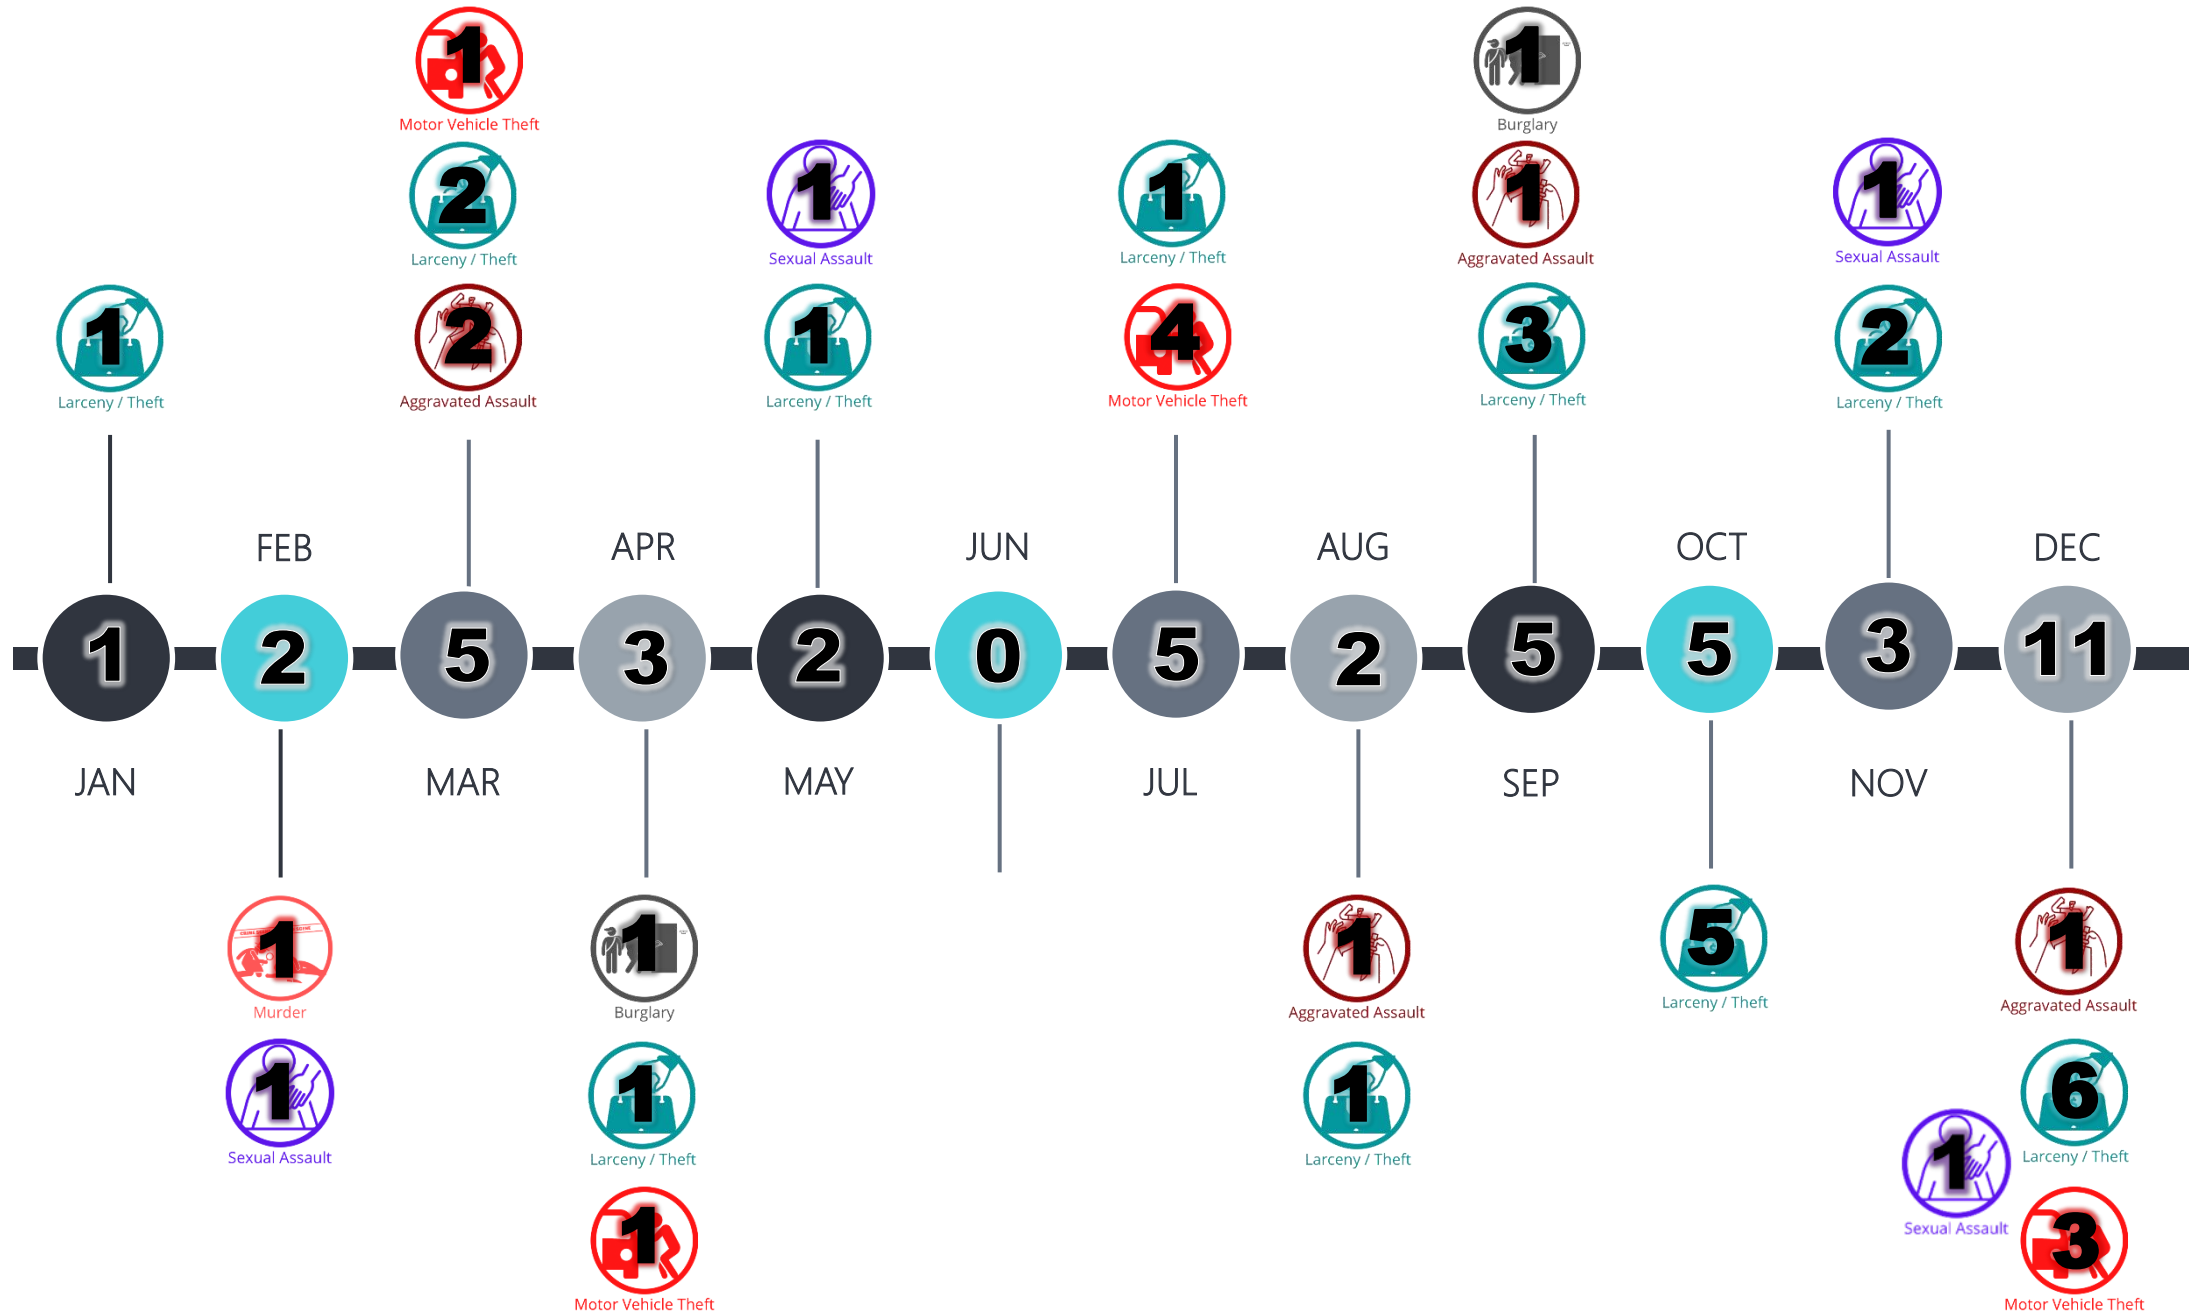 1
Motor Vehicle Theft
1
Burglary
2
Larceny / Theft
1
Sexual Assault
1
Larceny / Theft
1
Aggravated Assault
1
Sexual Assault
1
Larceny / Theft
2
Aggravated Assault
1
Larceny / Theft
4
Motor Vehicle Theft
3
Larceny / Theft
2
Larceny / Theft
FEB
APR
JUN
AUG
OCT
DEC
1 2 5 3 2 0 5 2 5 5 3 11
JAN
MAR
MAY
JUL
SEP
NOV
1
Murder
1
Burglary
1
Aggravated Assault
5
Larceny / Theft
1
Aggravated Assault
1
Sexual Assault
1
Larceny / Theft
1
Larceny / Theft
6
Larceny / Theft
1
Sexual Assault
1
Motor Vehicle Theft
3
Motor Vehicle Theft